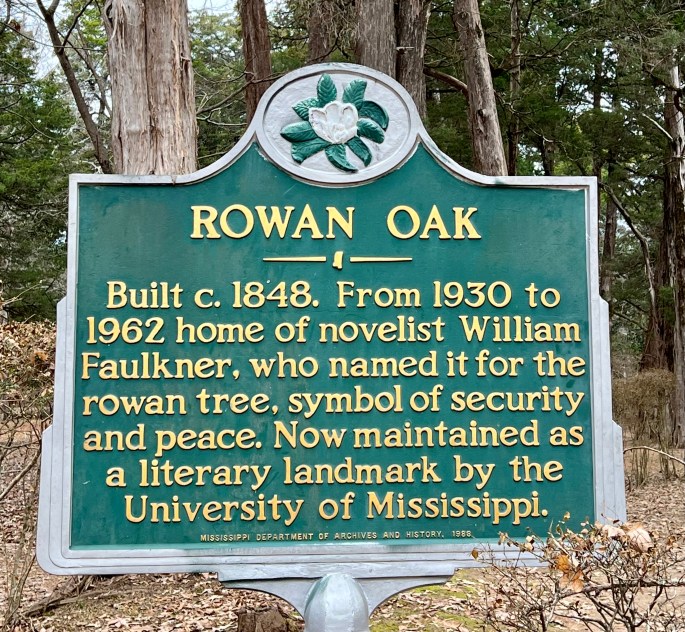 ROWAN OAK
Built c. 1848. From 1930 to
1962 home of novelist William
Faulkner, who named it for the
rowan tree, symbol of security
and peace. Now maintained as
a literary landmark by the
University of Mississippi.
MISSISSIPPI DEPARTMENT OF ARCHIVES AND HISTORY, 1988